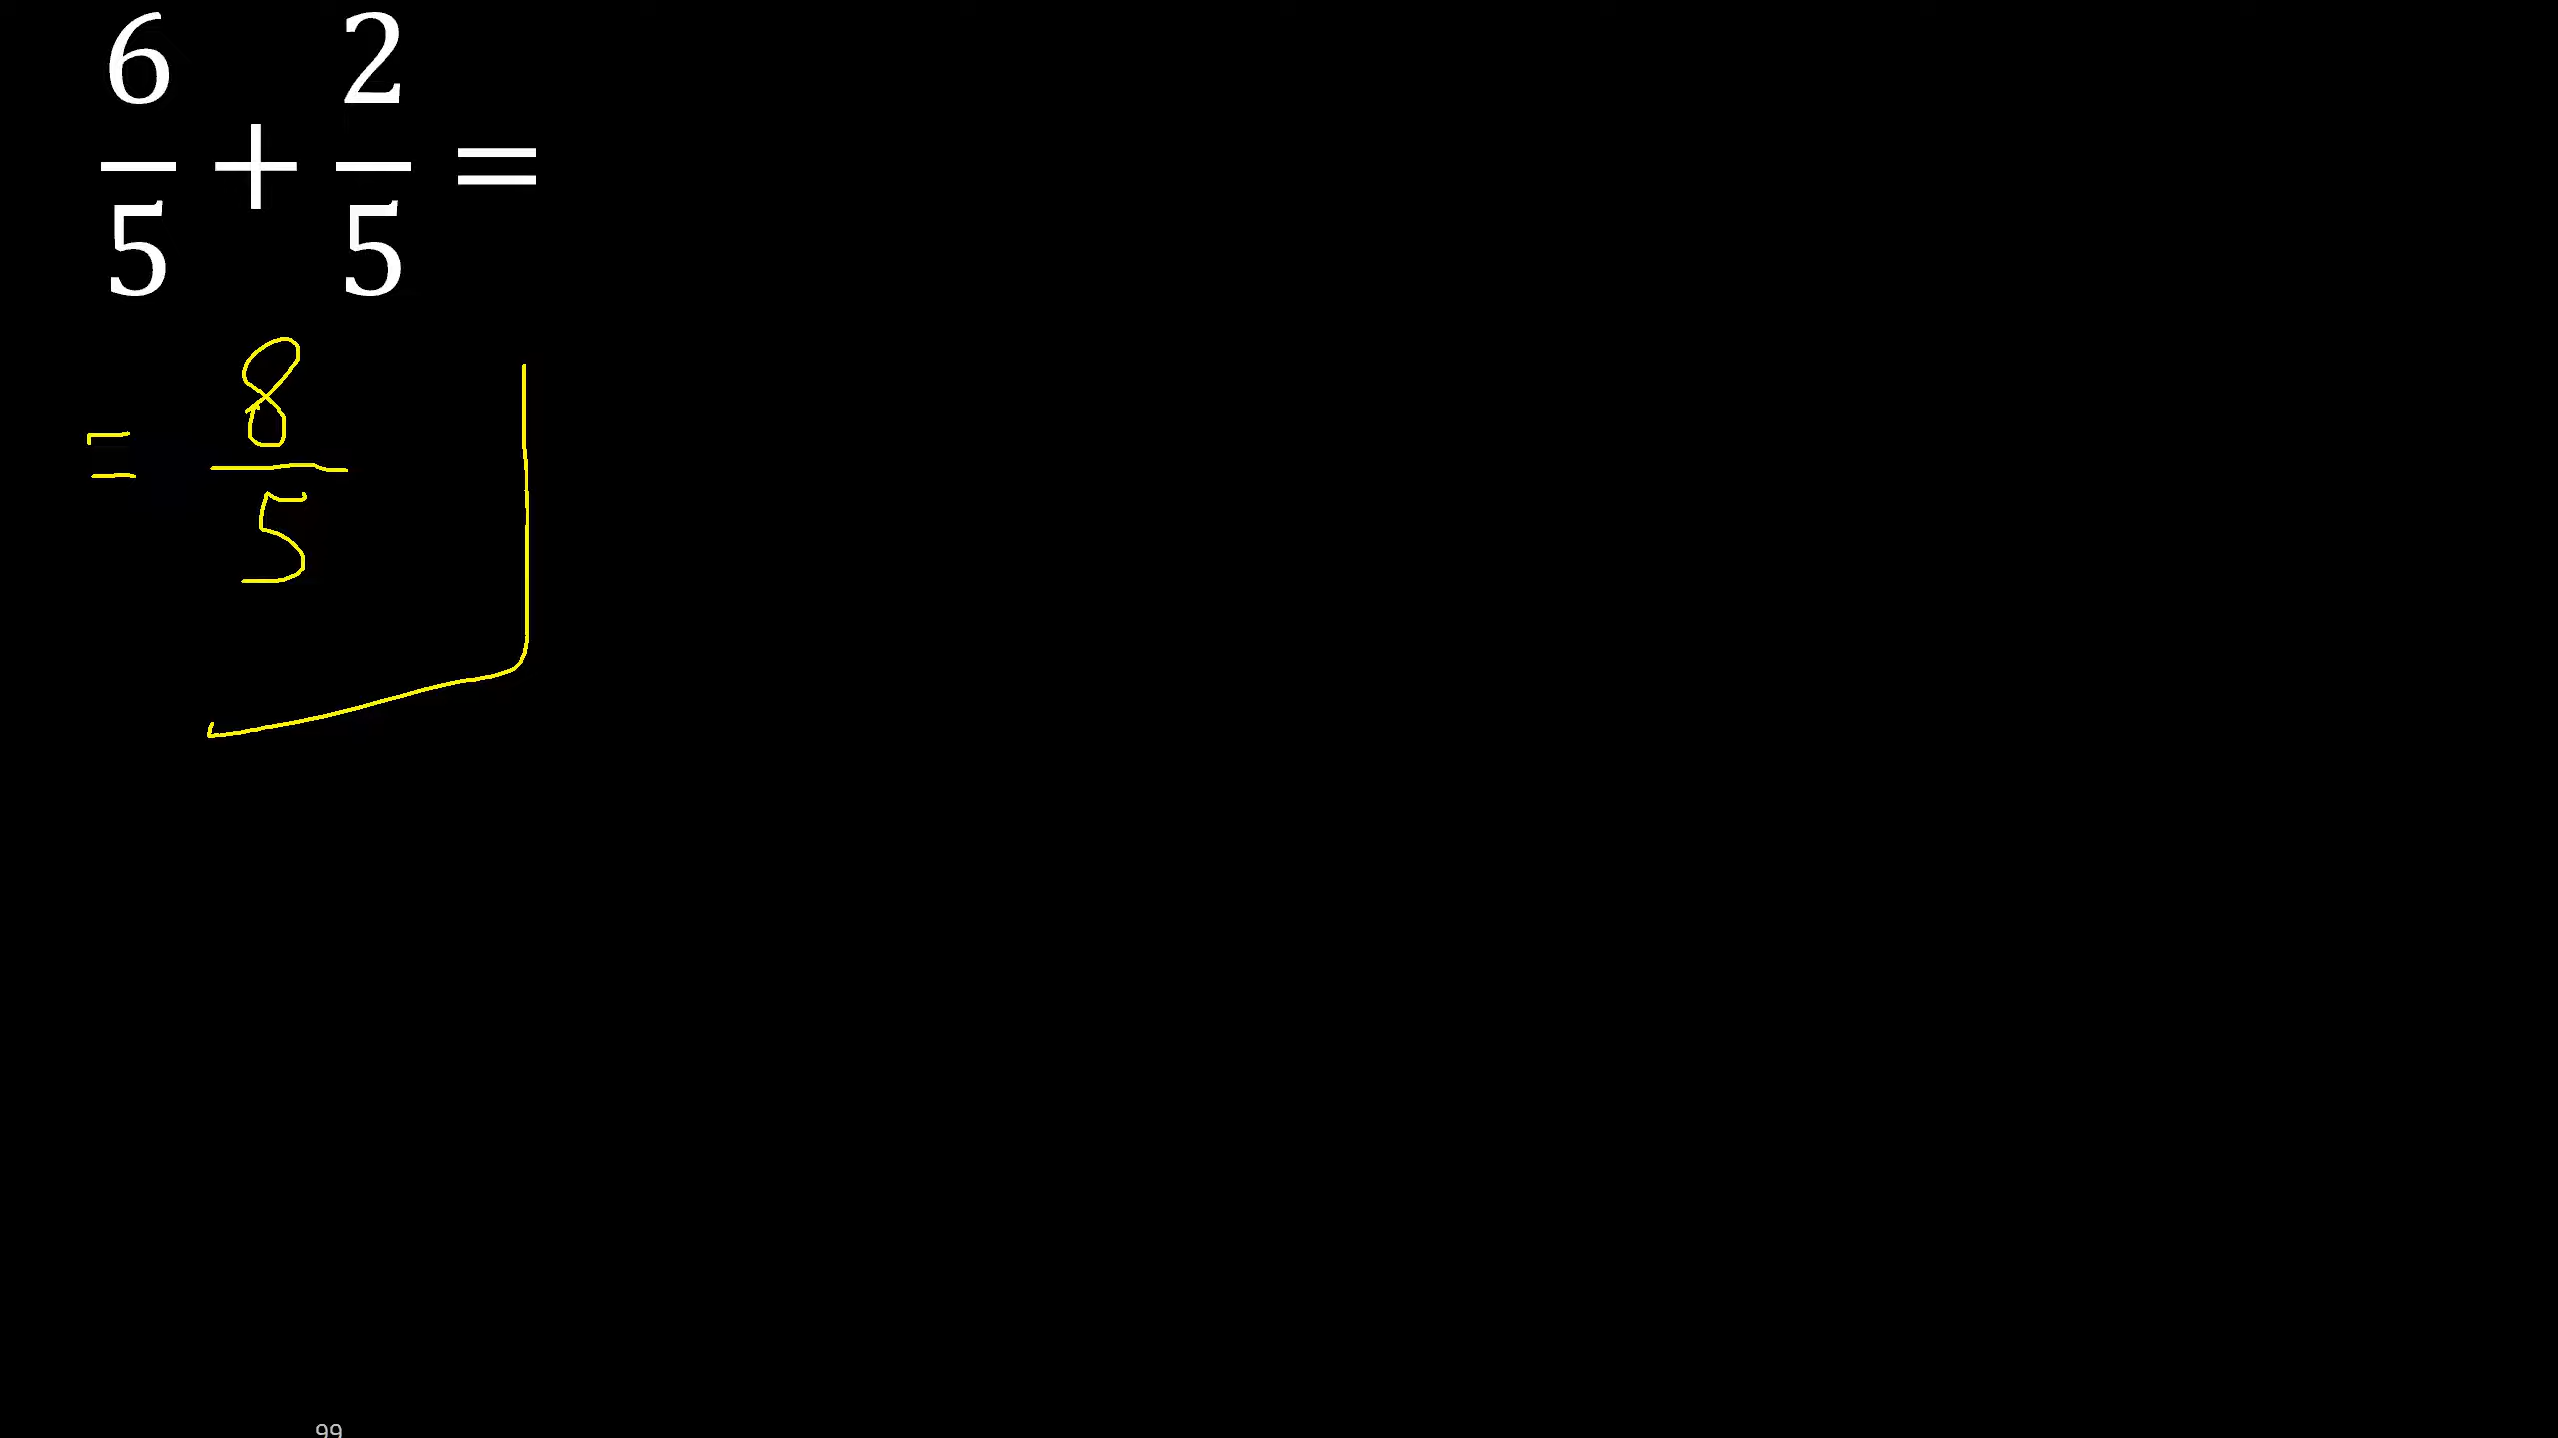 6/5 + 2/5 =
= 8/5
99